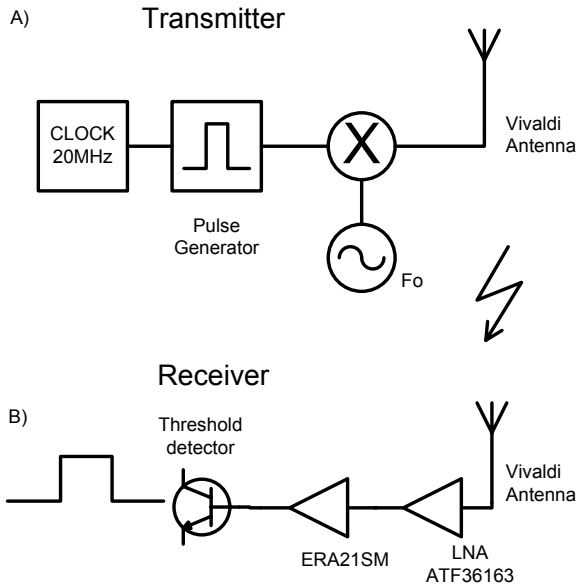 A)
Transmitter
CLOCK
20MHz
Pulse
Generator
X
Fo
Vivaldi
Antenna
Receiver
B)
Threshold
detector
ERA21SM
LNA
ATF36163
Vivaldi
Antenna